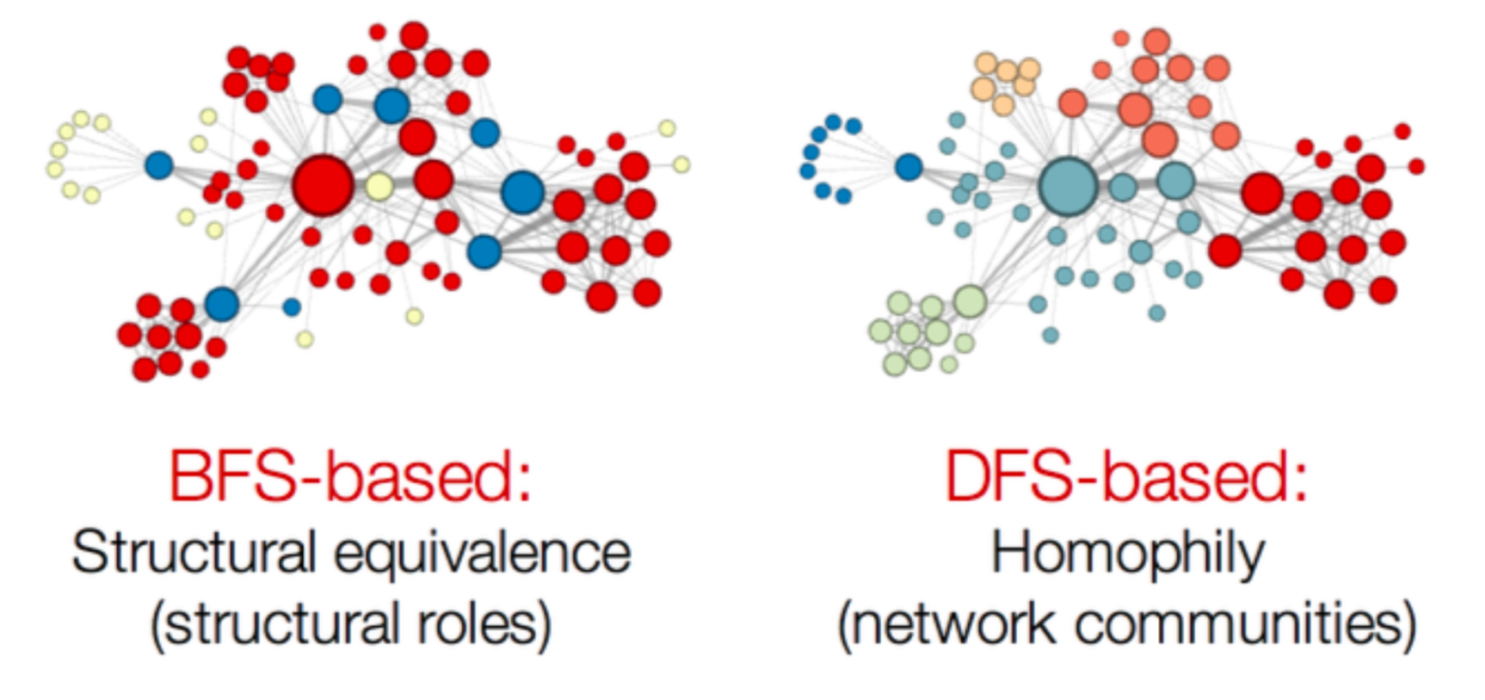 BFS-based:
Structural equivalence
(structural roles)
DFS-based:
Homophily
(network communities)